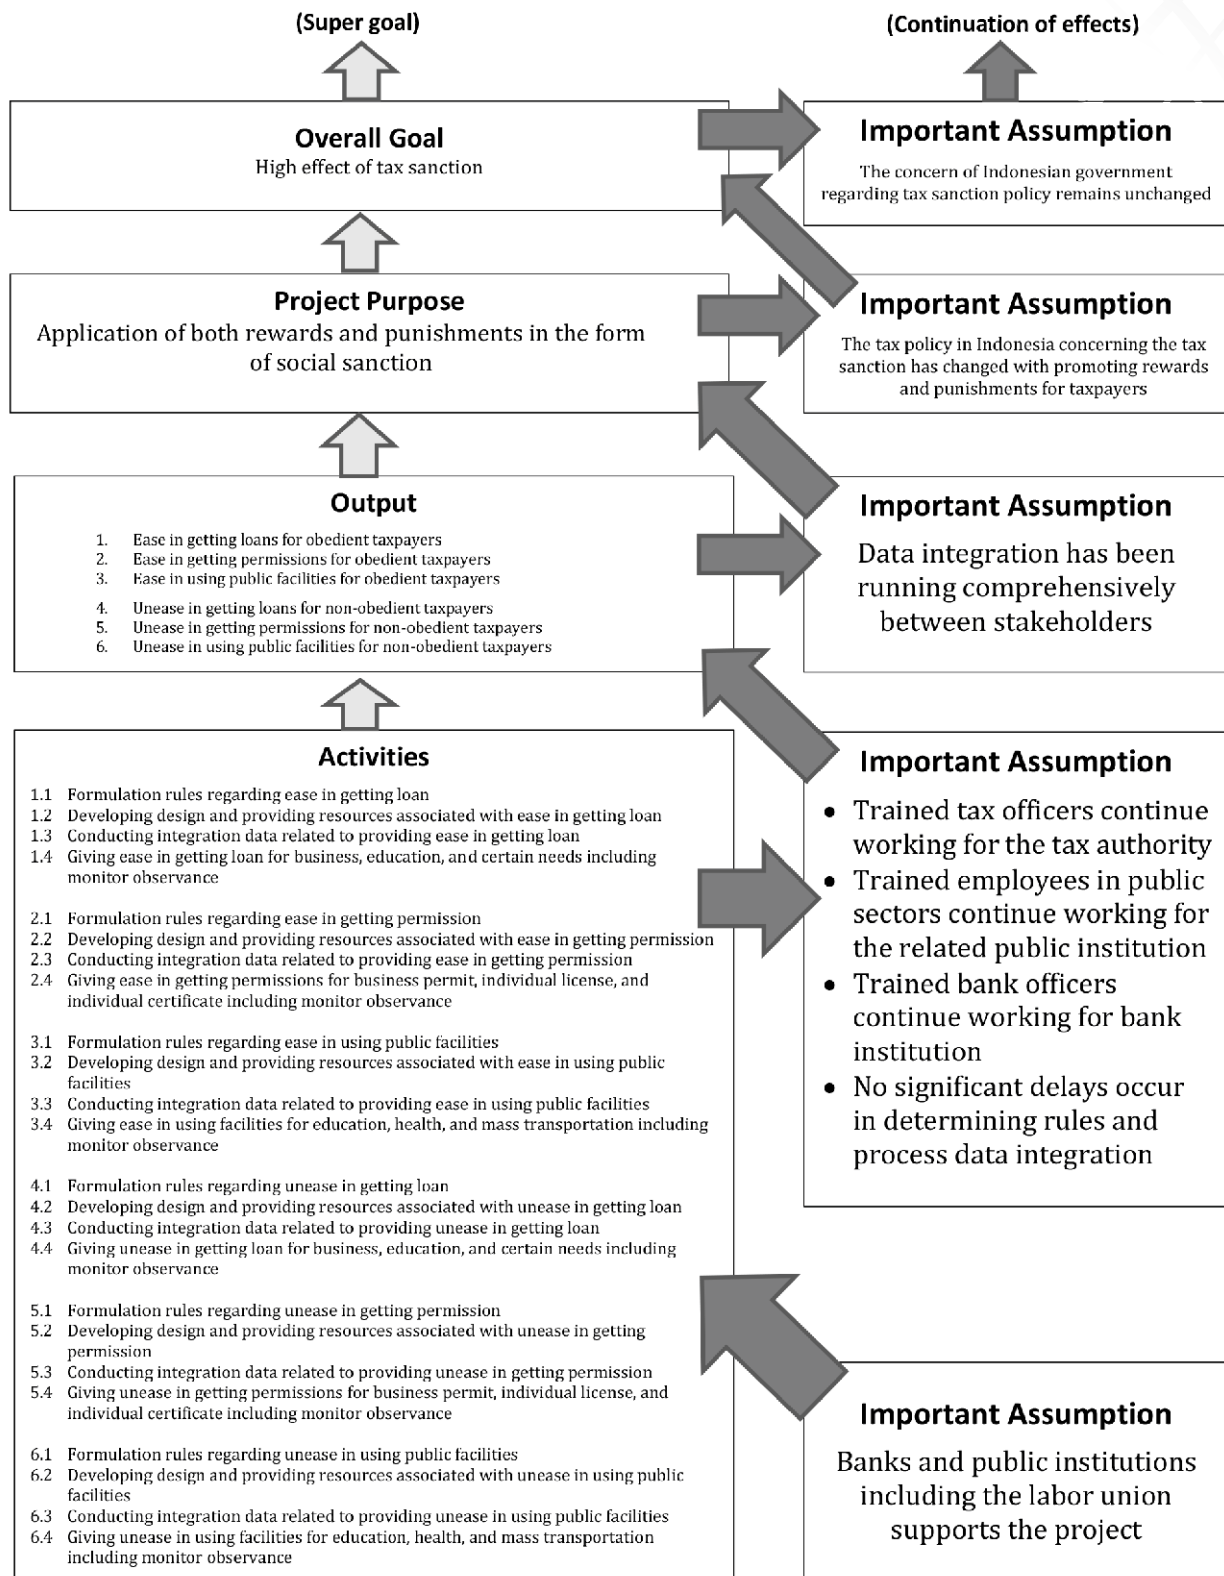 (Super goal)
(Continuation of effects)
Overall Goal
High effect of tax sanction
Important Assumption
The concern of Indonesian government
regarding tax sanction policy remains unchanged
Project Purpose
Application of both rewards and punishments in the form
of social sanction
Important Assumption
The tax policy in Indonesia concerning the tax
sanction has changed with promoting rewards
and punishments for taxpayers
Output
1. Ease in getting loans for obedient taxpayers
2. Ease in getting permissions for obedient taxpayers
3. Ease in using public facilities for obedient taxpayers
4. Unease in getting loans for non-obedient taxpayers
5. Unease in getting permissions for non-obedient taxpayers
6. Unease in using public facilities for non-obedient taxpayers
Important Assumption
Data integration has been
running comprehensively
between stakeholders
Activities
1.1 Formulation rules regarding ease in getting loan
1.2 Developing design and providing resources associated with ease in getting loan
1.3 Conducting integration data related to providing ease in getting loan
1.4 Giving ease in getting loan for business, education, and certain needs including
monitor observance
2.1 Formulation rules regarding ease in getting permission
2.2 Developing design and providing resources associated with ease in getting permission
2.3 Conducting integration data related to providing ease in getting permission
2.4 Giving ease in getting permissions for business permit, individual license, and
individual certificate including monitor observance
3.1 Formulation rules regarding ease in using public facilities
3.2 Developing design and providing resources associated with ease in using public
facilities
3.3 Conducting integration data related to providing ease in using public facilities
3.4 Giving ease in using facilities for education, health, and mass transportation including
monitor observance
4.1 Formulation rules regarding unease in getting loan
4.2 Developing design and providing resources associated with unease in getting loan
4.3 Conducting integration data related to providing unease in getting loan
4.4 Giving unease in getting loan for business, education, and certain needs including
monitor observance
5.1 Formulation rules regarding unease in getting permission
5.2 Developing design and providing resources associated with unease in getting
permission
5.3 Conducting integration data related to providing unease in getting permission
5.4 Giving unease in getting permissions for business permit, individual license, and
individual certificate including monitor observance
6.1 Formulation rules regarding unease in using public facilities
6.2 Developing design and providing resources associated with unease in using public
facilities
6.3 Conducting integration data related to providing unease in using public facilities
6.4 Giving unease in using facilities for education, health, and mass transportation
including monitor observance
Important Assumption
• Trained tax officers continue
working for the tax authority
• Trained employees in public
sectors continue working for
the related public institution
• Trained bank officers
continue working for bank
institution
• No significant delays occur
in determining rules and
process data integration
Important Assumption
Banks and public institutions
including the labor union
supports the project